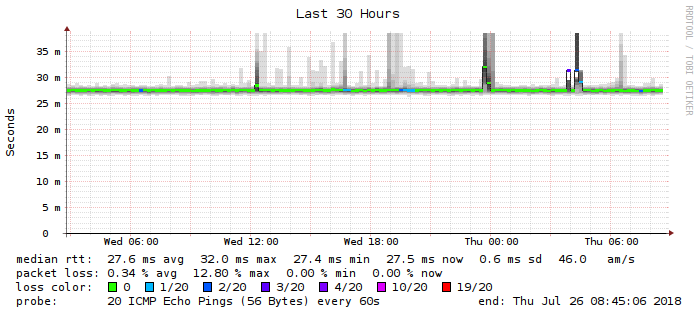 Last 30 Hours
RRDTOOL / TOBI OETIKER
Seconds
35 m
30 m
25 m
20 m
15 m
10 m
5 m
0
Wed 06:00 Wed 12:00 Wed 18:00 Thu 00:00 Thu 06:00
median rtt: 27.6 ms avg 32.0 ms max 27.4 ms min 27.5 ms now 0.6 ms sd 46.0 am/s
packet loss: 0.34 % avg 12.80 % max 0.00 % min 0.00 % now
loss color: 0 1/20 2/20 3/20 4/20 10/20 19/20
probe: 20 ICMP Echo Pings (56 Bytes) every 60s end: Thu Jul 26 08:45:06 2018